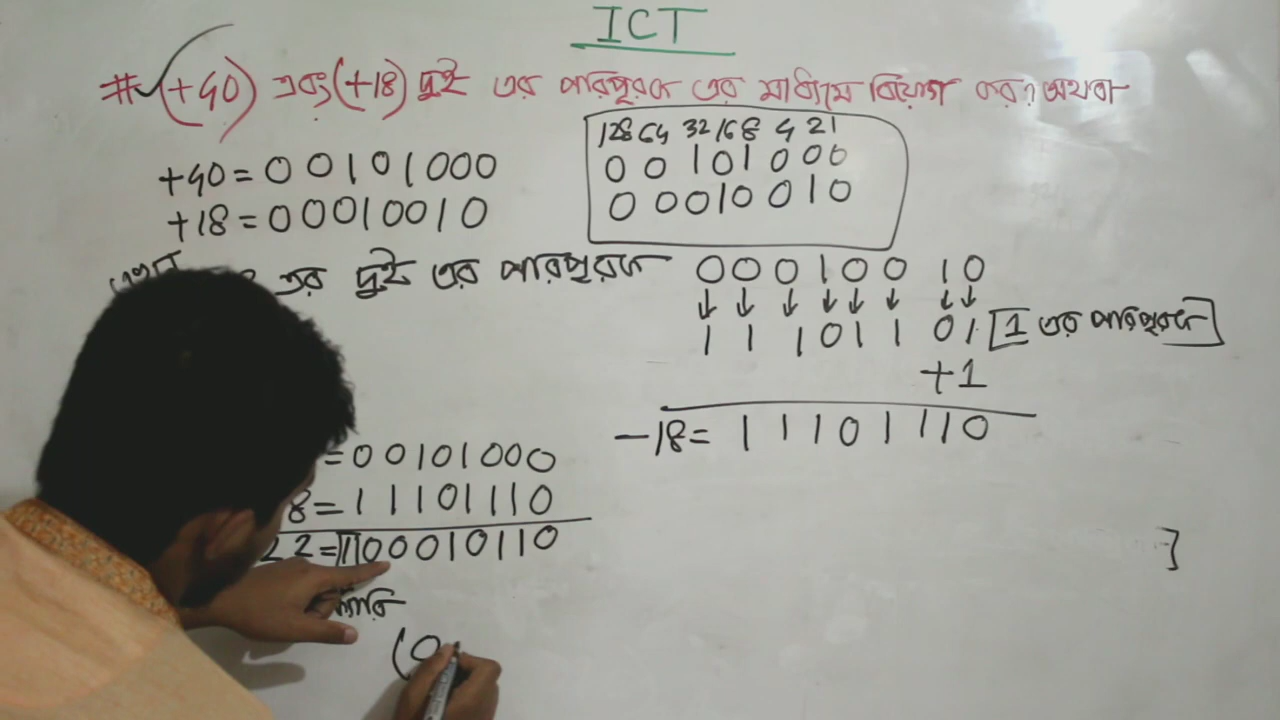 ICT
# (+40) এবং (+18) দুই এর পরিপূরক এর মাধ্যমে বিয়োগ কর? অথবা
128 64 32 16 8 4 2 1
0 0 1 0 1 0 0 0
0 0 0 1 0 0 1 0
+40 = 0 0 1 0 1 0 0 0
+18 = 0 0 0 1 0 0 1 0
এর দুই এর পরিপূরক
0 0 0 1 0 0 1 0
↓ ↓ ↓ ↓ ↓ ↓ ↓ ↓
1 1 1 0 1 1 0 1 [1 এর পরিপূরক]
+1
-18 = 1 1 1 0 1 1 1 0
= 0 0 1 0 1 0 0 0
8 = 1 1 1 0 1 1 1 0
22 = 1 0 0 0 1 0 1 1 0
(0
]